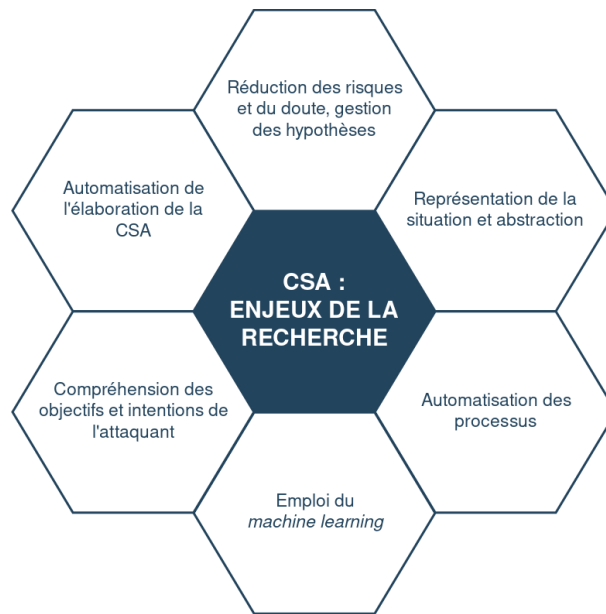 Réduction des risques
et du doute, gestion
des hypothèses
Automatisation de
l'élaboration de la
CSA
Représentation de la
situation et abstraction
CSA :
ENJEUX DE LA
RECHERCHE
Compréhension des
objectifs et intentions de
l'attaquant
Automatisation des
processus
Emploi du
machine learning